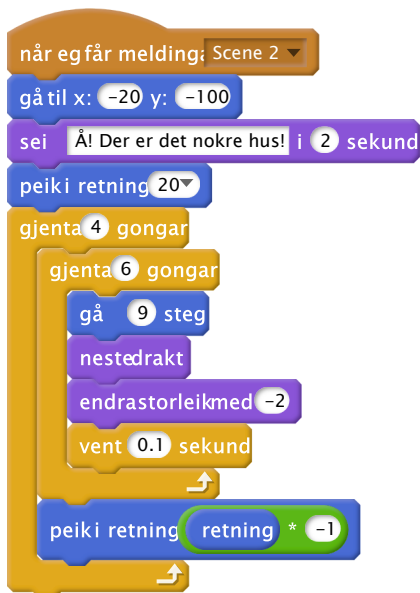 når eg får meldinga Scene 2
gå til x: -20 y: -100
sei Å! Der er det nokre hus! i 2 sekund
peik i retning 20
gjenta 4 gongar
gjenta 6 gongar
gå 9 steg
neste drakt
endra storleik med -2
vent 0.1 sekund
peik i retning retning * -1